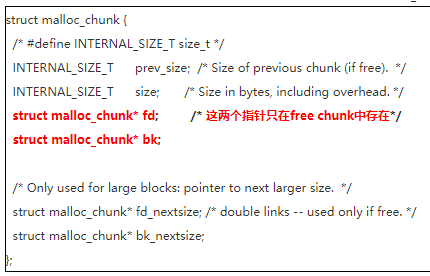 struct malloc_chunk {
/* #define INTERNAL_SIZE_T size_t */
INTERNAL_SIZE_T prev_size; /* Size of previous chunk (if free). */
INTERNAL_SIZE_T size; /* Size in bytes, including overhead. */
struct malloc_chunk* fd; /* 这两个指针只在free chunk中存在*/
struct malloc_chunk* bk;
/* Only used for large blocks: pointer to next larger size. */
struct malloc_chunk* fd_nextsize; /* double links -- used only if free. */
struct malloc_chunk* bk_nextsize;
};